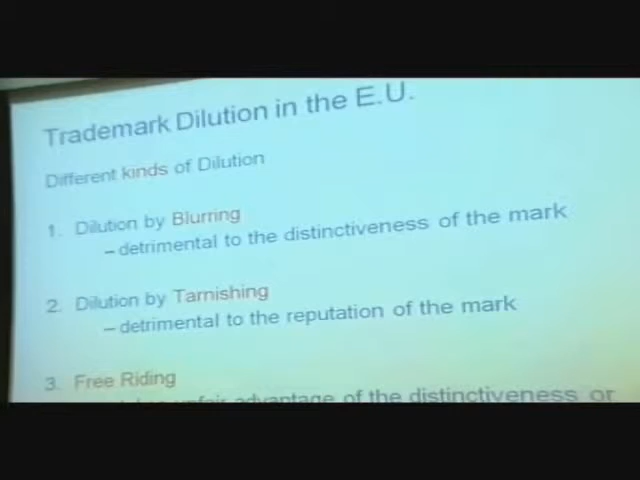 Trademark Dilution in the E.U.
Different kinds of Dilution
1. Dilution by Blurring
– detrimental to the distinctiveness of the mark
2. Dilution by Tarnishing
– detrimental to the reputation of the mark
3. Free Riding
unfair advantage of the distinctiveness or